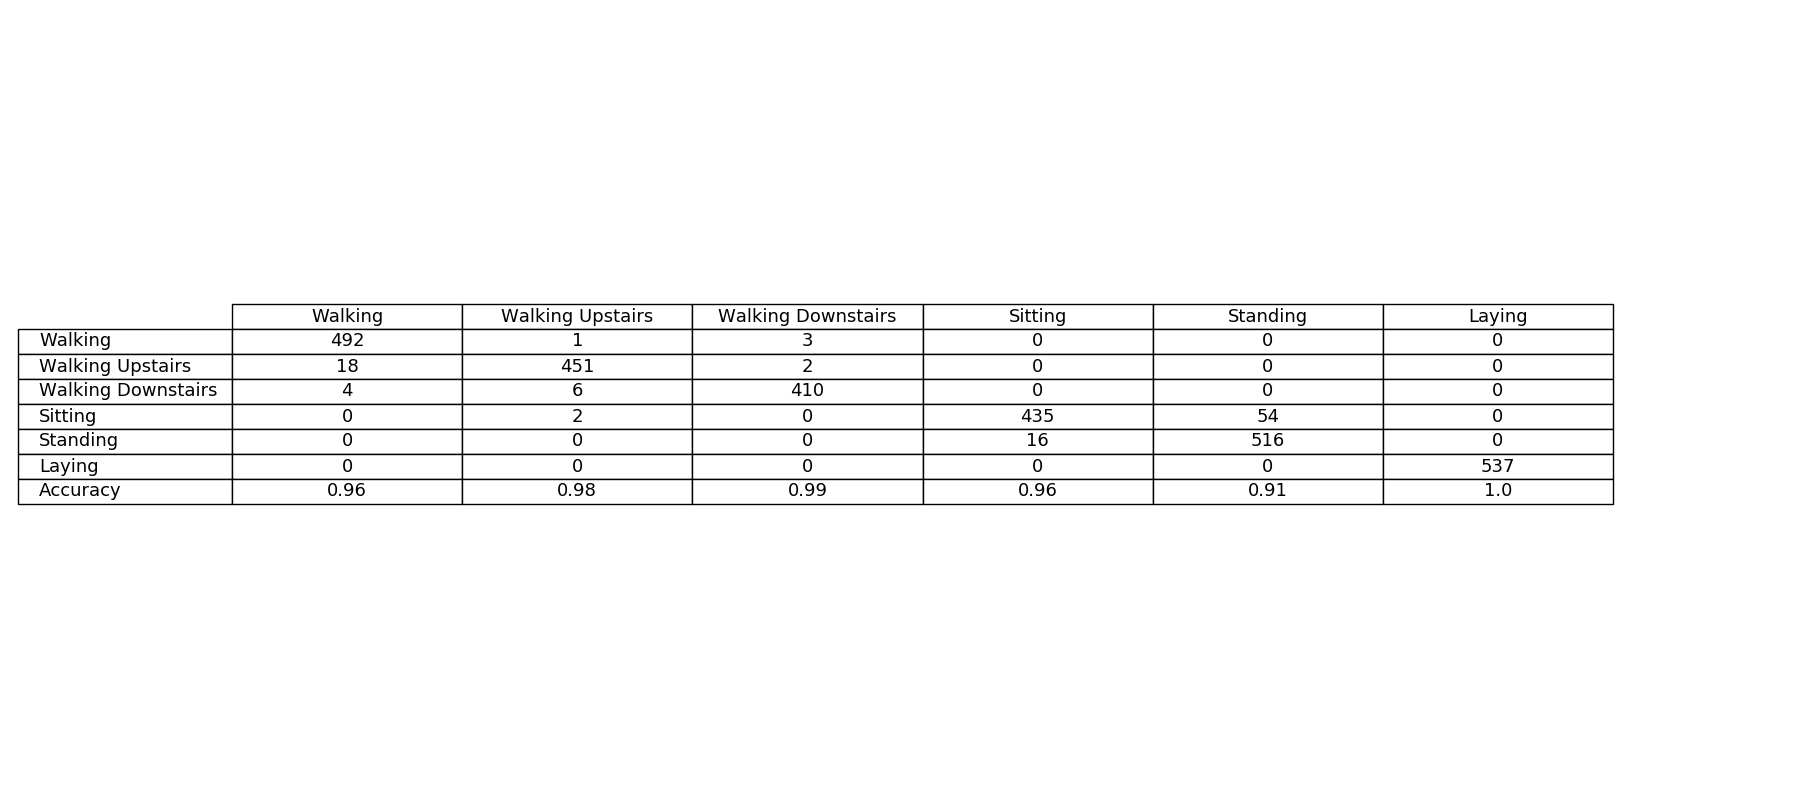 Walking Walking Upstairs Walking Downstairs Sitting Standing Laying
Walking 492 1 3 0 0 0
Walking Upstairs 18 451 2 0 0 0
Walking Downstairs 4 6 410 0 0 0
Sitting 0 2 0 435 54 0
Standing 0 0 0 16 516 0
Laying 0 0 0 0 0 537
Accuracy 0.96 0.98 0.99 0.96 0.91 1.0